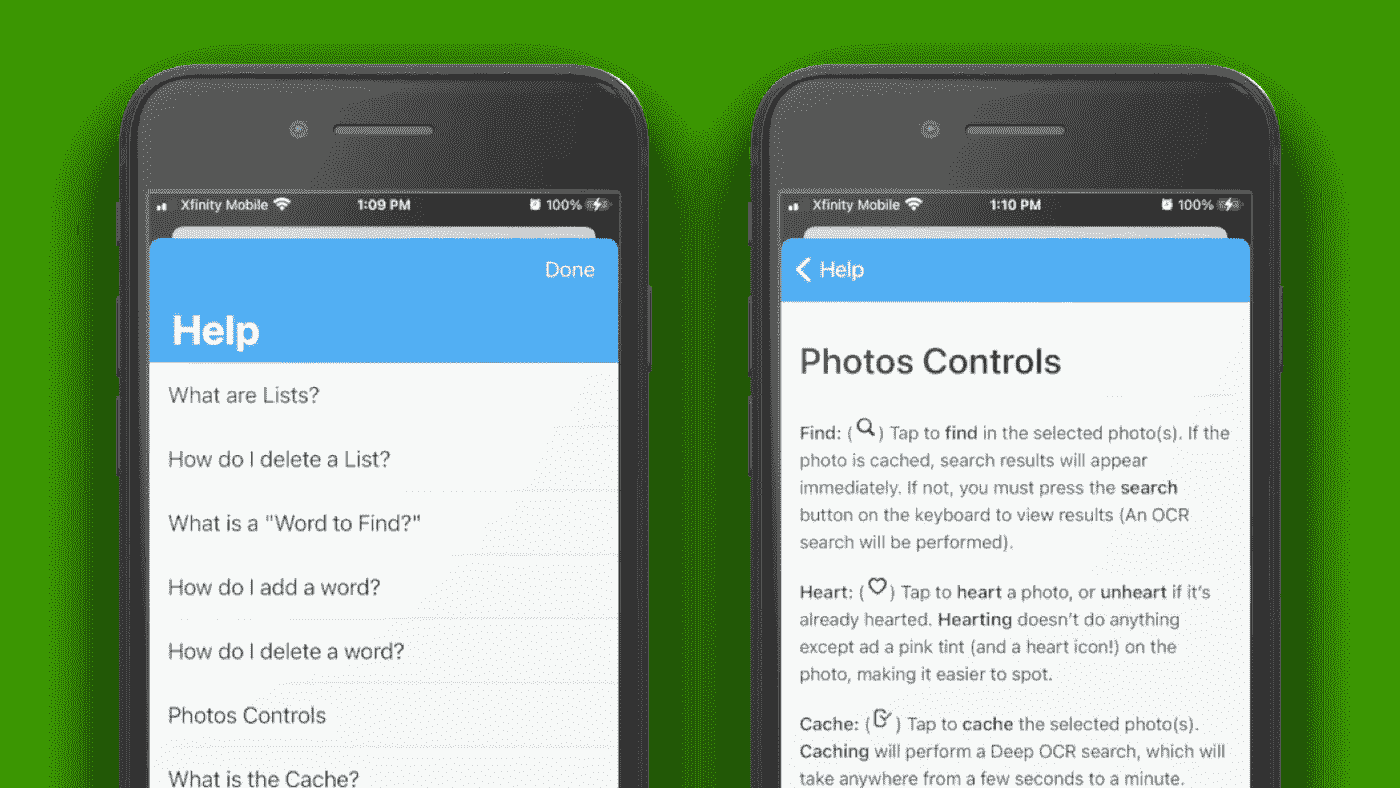 Xfinity Mobile 1:09 PM 100%
Done
Help
What are Lists?
How do I delete a List?
What is a "Word to Find?"
How do I add a word?
How do I delete a word?
Photos Controls
What is the Cache?
Xfinity Mobile 1:10 PM 100%
Help
Photos Controls
Find: ( ) Tap to find in the selected photo(s). If the
photo is cached, search results will appear
immediately. If not, you must press the search
button on the keyboard to view results (An OCR
search will be performed).
Heart: ( ) Tap to heart a photo, or unheart if it's
already hearted. Hearting doesn't do anything
except ad a pink tint (and a heart icon!) on the
photo, making it easier to spot.
Cache: ( ) Tap to cache the selected photo(s).
Caching will perform a Deep OCR search, which will
take anywhere from a few seconds to a minute.